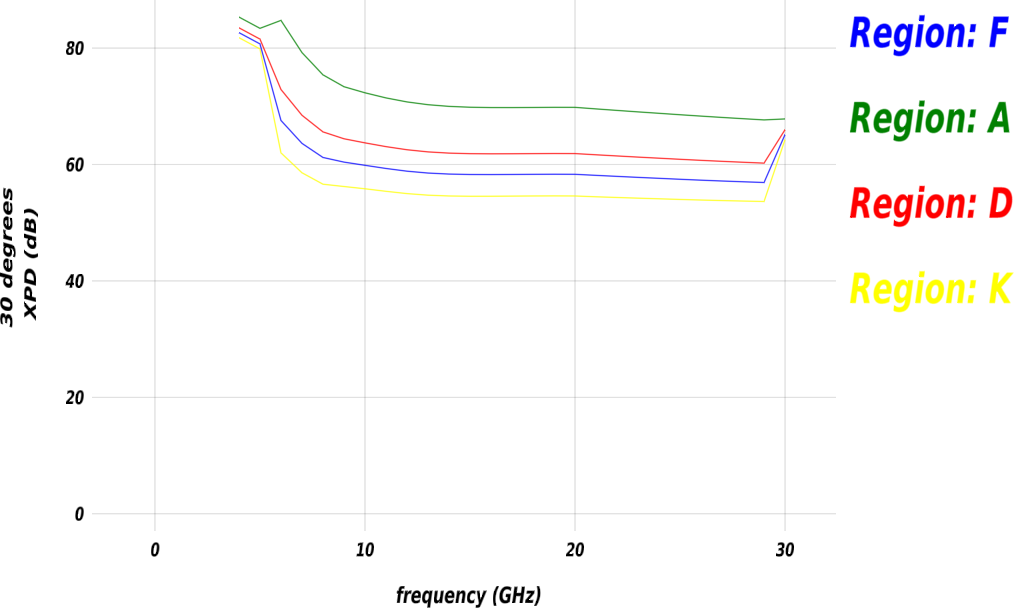 Region: F
Region: A
Region: D
Region: K
30 degrees
XPD (dB)
80
60
40
20
0
0 10 20 30
frequency (GHz)